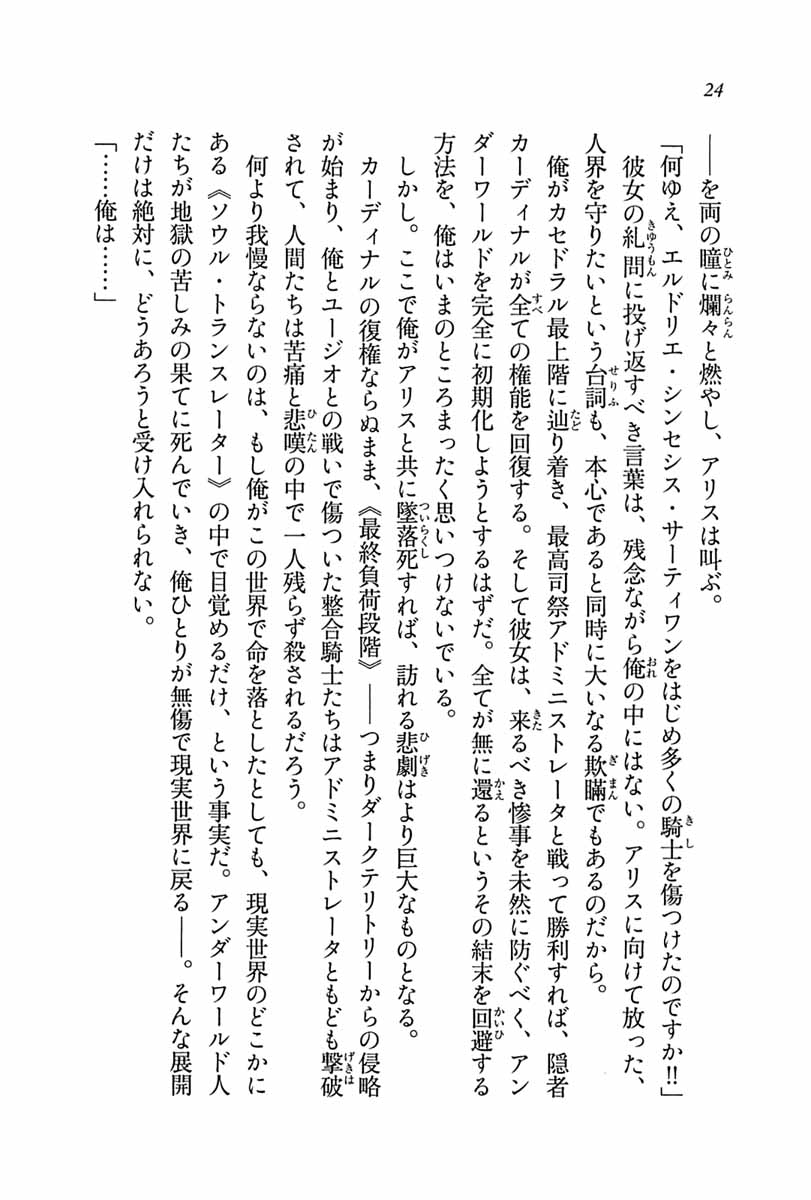 24
――を両の瞳に爛々と燃やし、アリスは叫ぶ。
「何ゆえ、エルドリエ・シンセシス・サーティワンをはじめ多くの騎士を傷つけたのですか!!」
　彼女の糺問に投げ返すべき言葉は、残念ながら俺の中にはない。アリスに向けて放った、
人界を守りたいという台詞も、本心であると同時に大いなる欺瞞でもあるのだから。
　俺がカセドラル最上階に辿り着き、最高司祭アドミニストレータと戦って勝利すれば、隠者
カーディナルが全ての権能を回復する。そして彼女は、来るべき惨事を未然に防ぐべく、アン
ダーワールドを完全に初期化しようとするはずだ。全てが無に還るというその結末を回避する
方法を、俺はいまのところまったく思いつけないでいる。
　しかし。ここで俺がアリスと共に墜落死すれば、訪れる悲劇はより巨大なものとなる。
　カーディナルの復権ならぬまま、《最終負荷段階》――つまりダークテリトリーからの侵略
が始まり、俺とユージオとの戦いで傷ついた整合騎士たちはアドミニストレータともども撃破
されて、人間たちは苦痛と悲嘆の中で一人残らず殺されるだろう。
　何より我慢ならないのは、もし俺がこの世界で命を落としたとしても、現実世界のどこかに
ある《ソウル・トランスレーター》の中で目覚めるだけ、という事実だ。アンダーワールド人
たちが地獄の苦しみの果てに死んでいき、俺ひとりが無傷で現実世界に戻る――。そんな展開
だけは絶対に、どうあろうと受け入れられない。
「……俺は……」